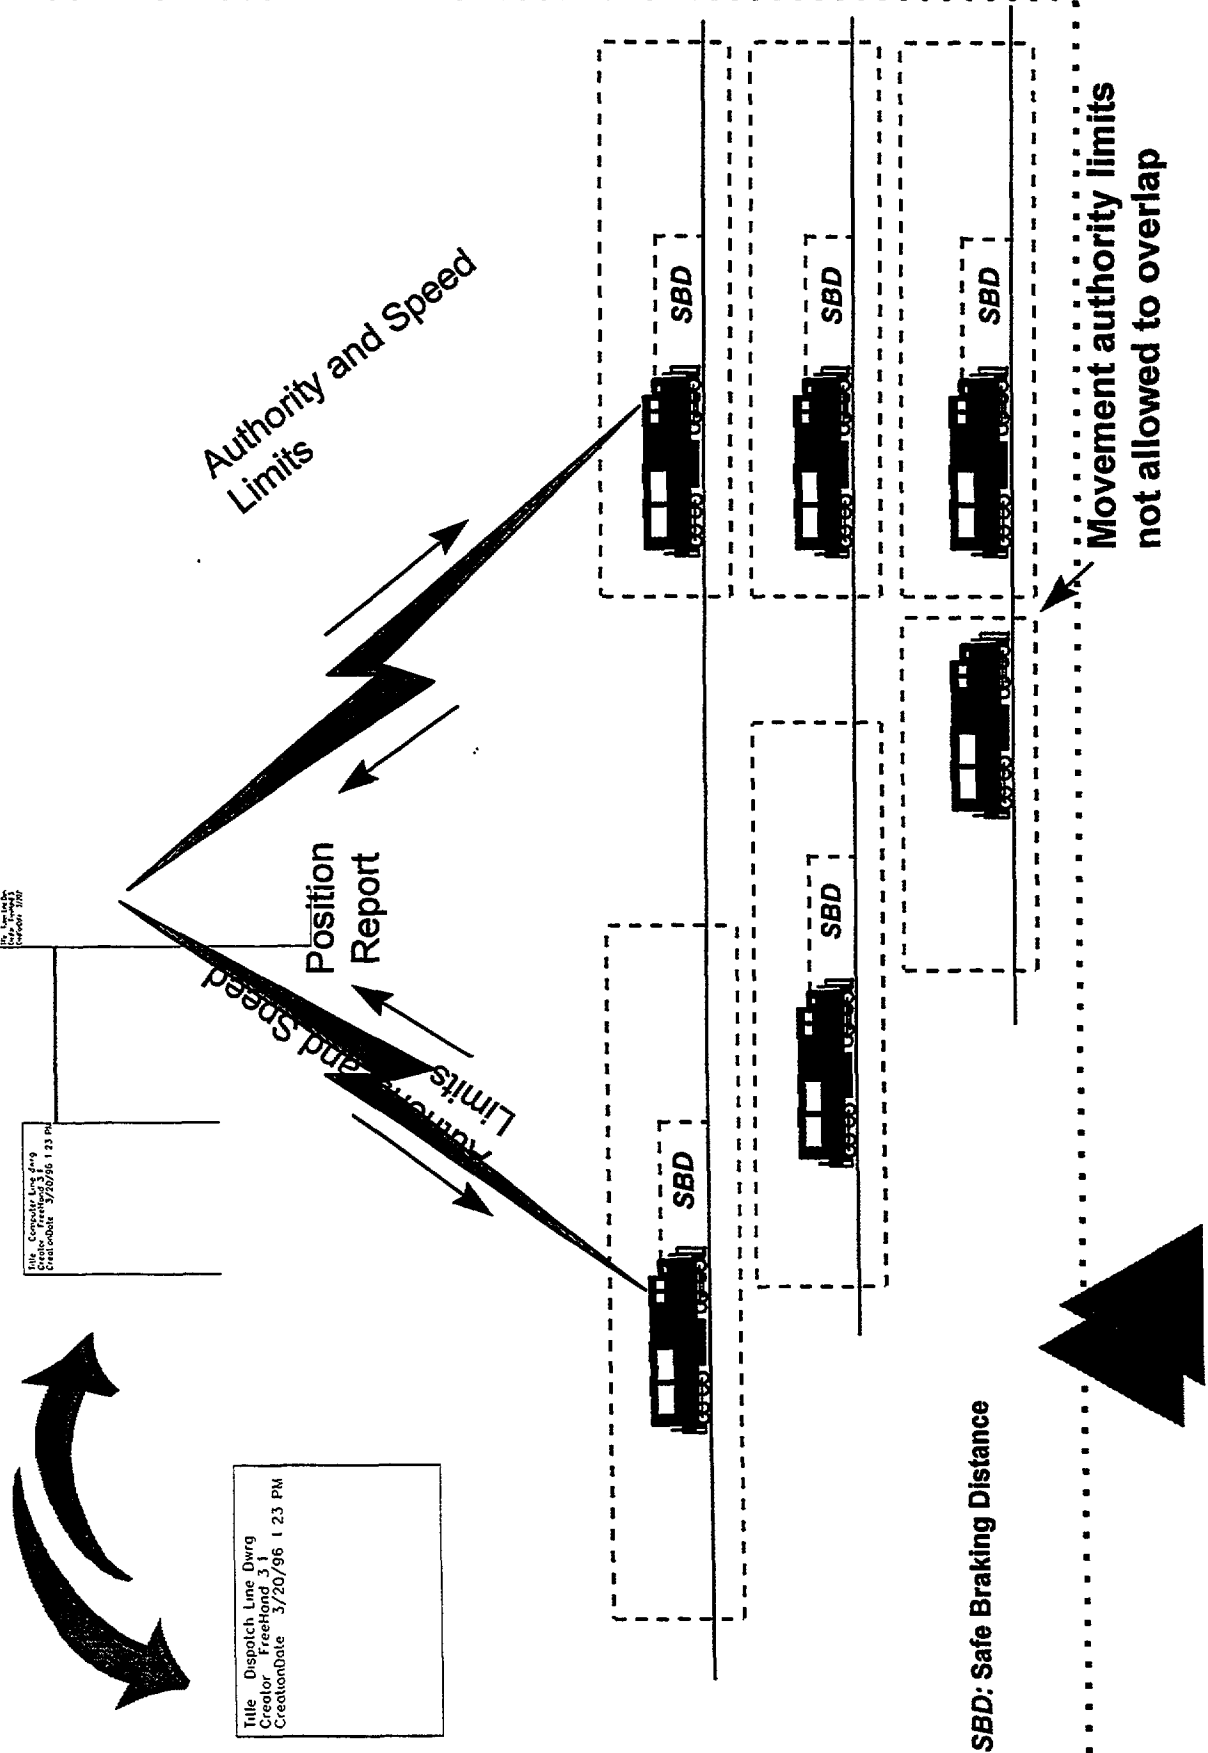 Title Computer Line dwrg
Creator FreeHand 3 1
CreationDate 3/20/96 1 23 PM
Title Dispatch Line Dwrg
Creator FreeHand 3 1
CreationDate 3/20/96 1 23 PM
Authority and Speed
Limits
Position
Report
and Speed
Limits
SBD
SBD
SBD
SBD
SBD
Movement authority limits
not allowed to overlap
SBD: Safe Braking Distance